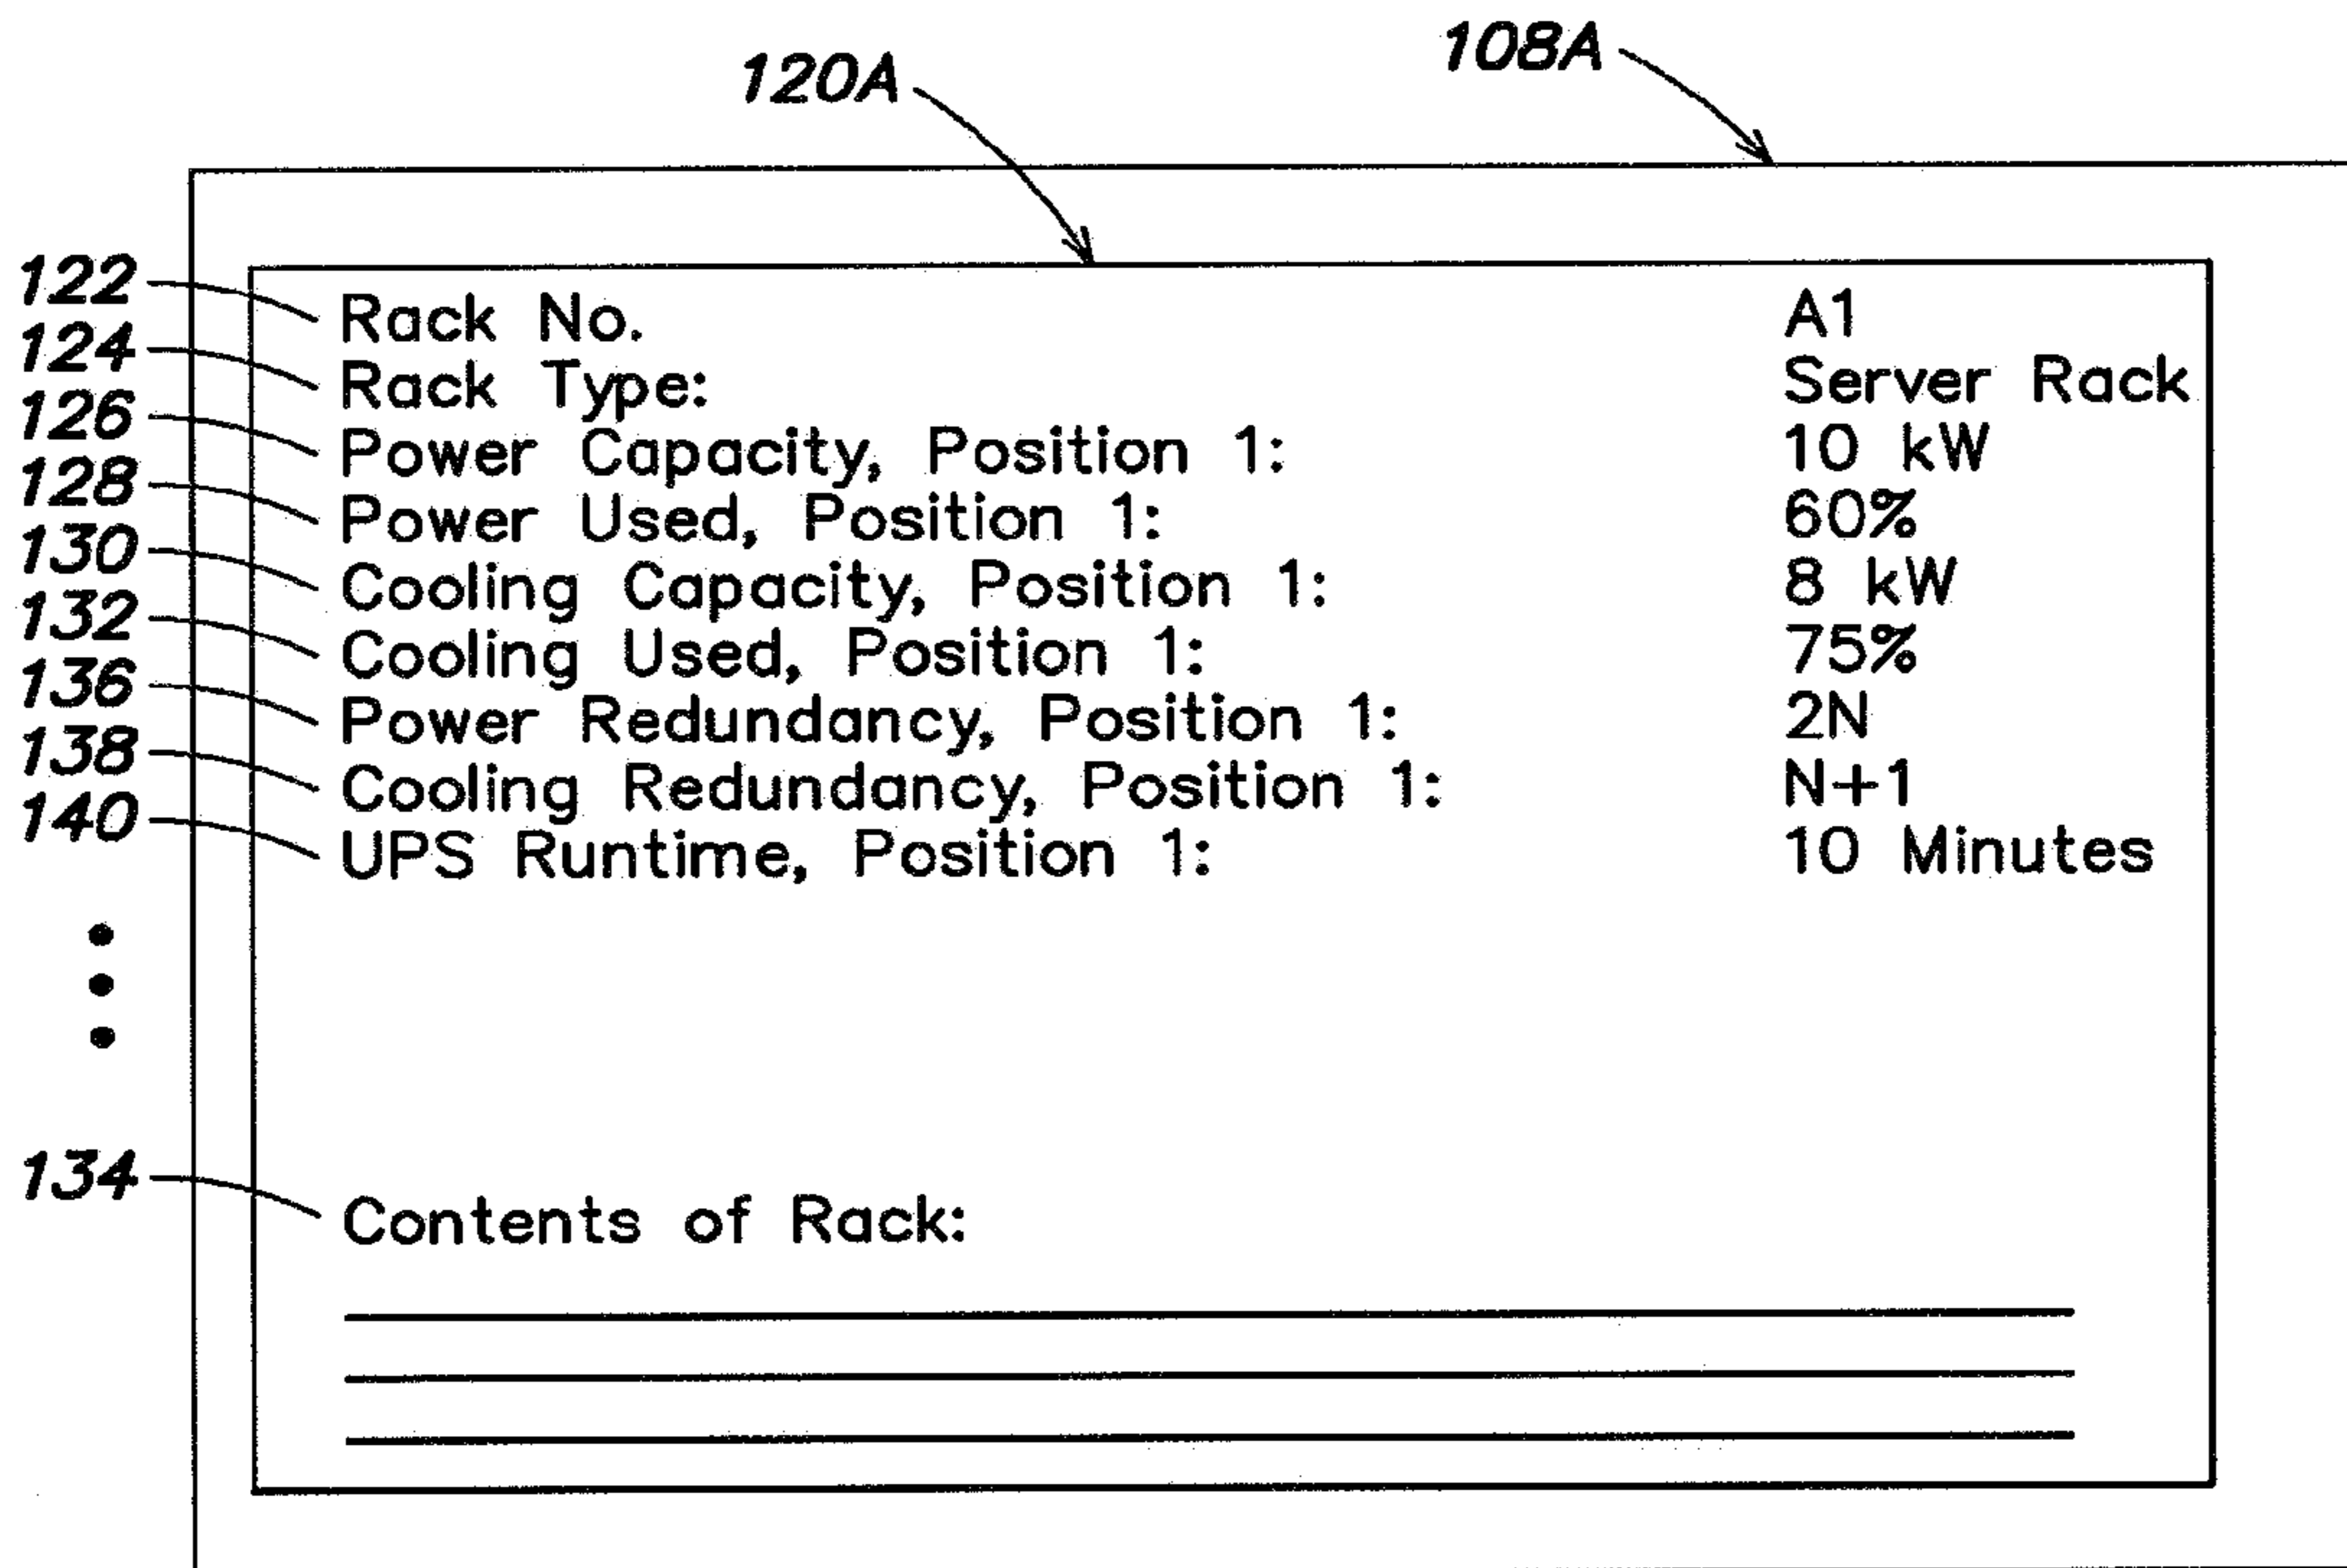 120A
108A
122 Rack No. A1
124 Rack Type: Server Rack
126 Power Capacity, Position 1: 10 kW
128 Power Used, Position 1: 60%
130 Cooling Capacity, Position 1: 8 kW
132 Cooling Used, Position 1: 75%
136 Power Redundancy, Position 1: 2N
138 Cooling Redundancy, Position 1: N+1
140 UPS Runtime, Position 1: 10 Minutes
134 Contents of Rack: